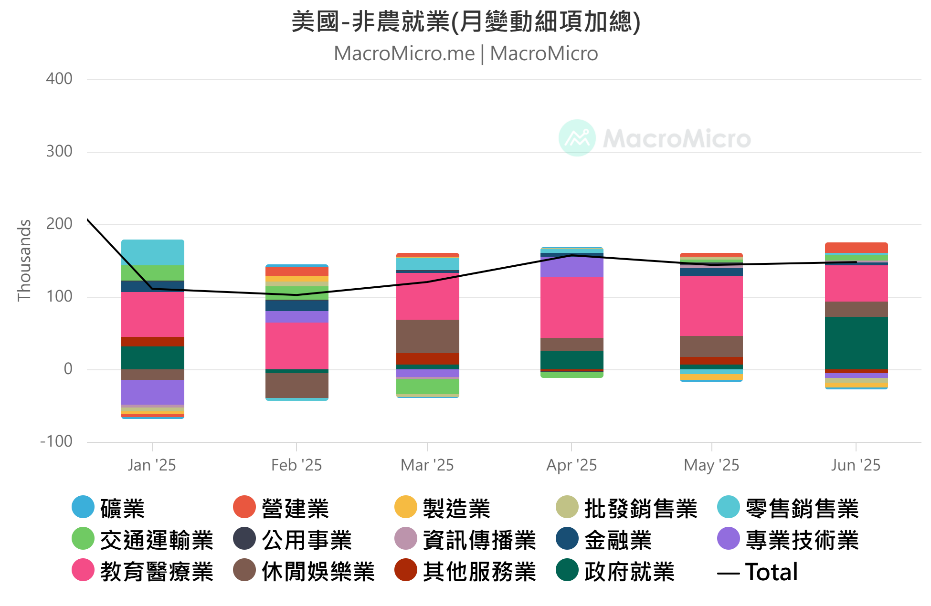 美國-非農就業(月變動細項加總)
MacroMicro.me | MacroMicro
400
300
200
100
0
-100
Thousands
MacroMicro
Jan '25 Feb '25 Mar '25 Apr '25 May '25 Jun '25
礦業 營建業 製造業 批發銷售業 零售銷售業
交通運輸業 公用事業 資訊傳播業 金融業 專業技術業
教育醫療業 休閒娛樂業 其他服務業 政府就業 Total